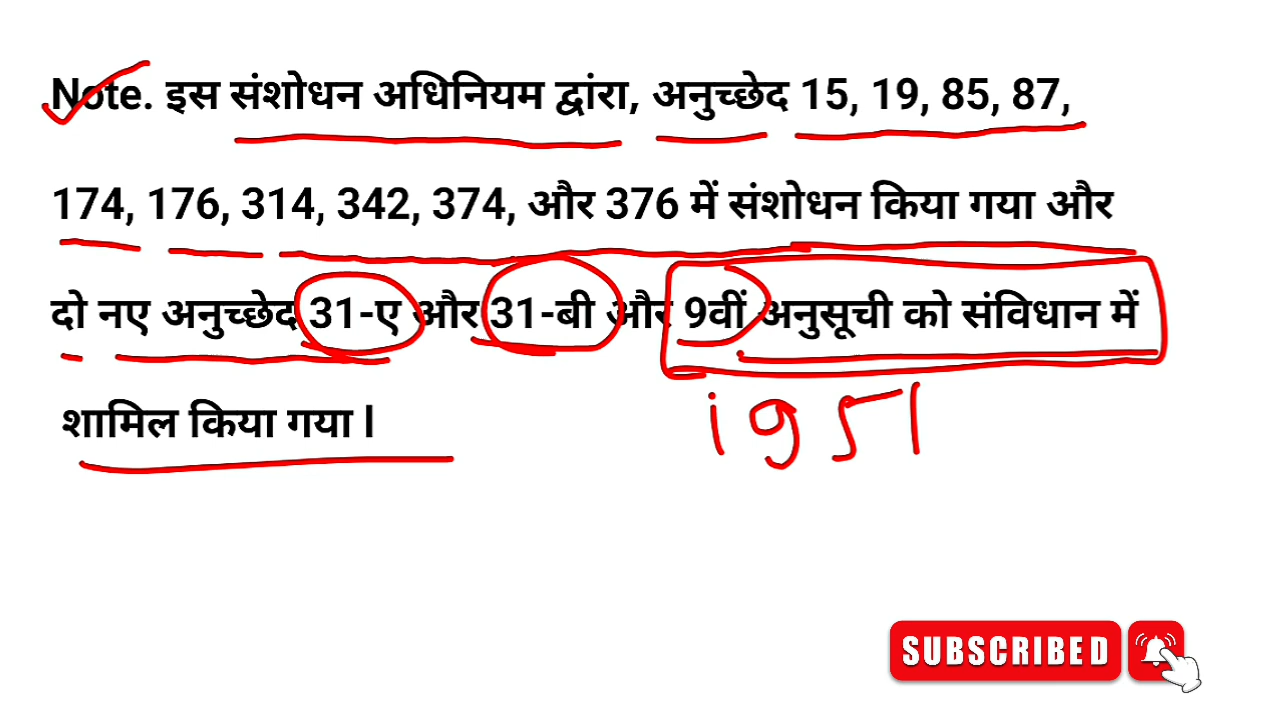 Note. इस संशोधन अधिनियम द्वांरा, अनुच्छेद 15, 19, 85, 87,
174, 176, 314, 342, 374, और 376 में संशोधन किया गया और
दो नए अनुच्छेद 31-ए और 31-बी और 9वीं अनुसूची को संविधान में
शामिल किया गया l
1951
SUBSCRIBED